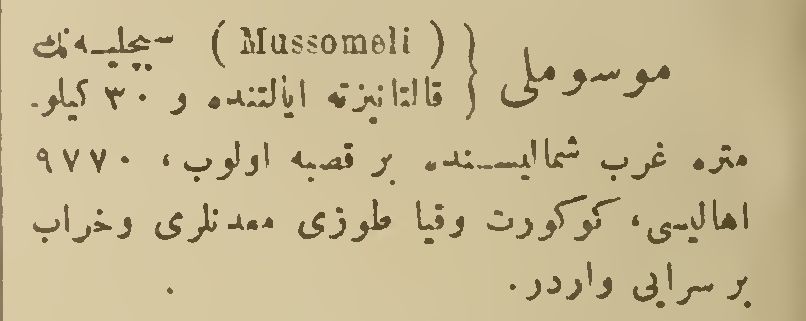 موسوملی { ( Mussomeli ) سیچلیه‌نك
قالتانیزته ایالتنده و ۳۰ کیلو-
متره غرب شمالیسنده بر قصبه اولوب، ۹۷۷۰
اهالیسی، کوکورت وقیا طوزی معدنلری وخراب
بر سرایی واردر.